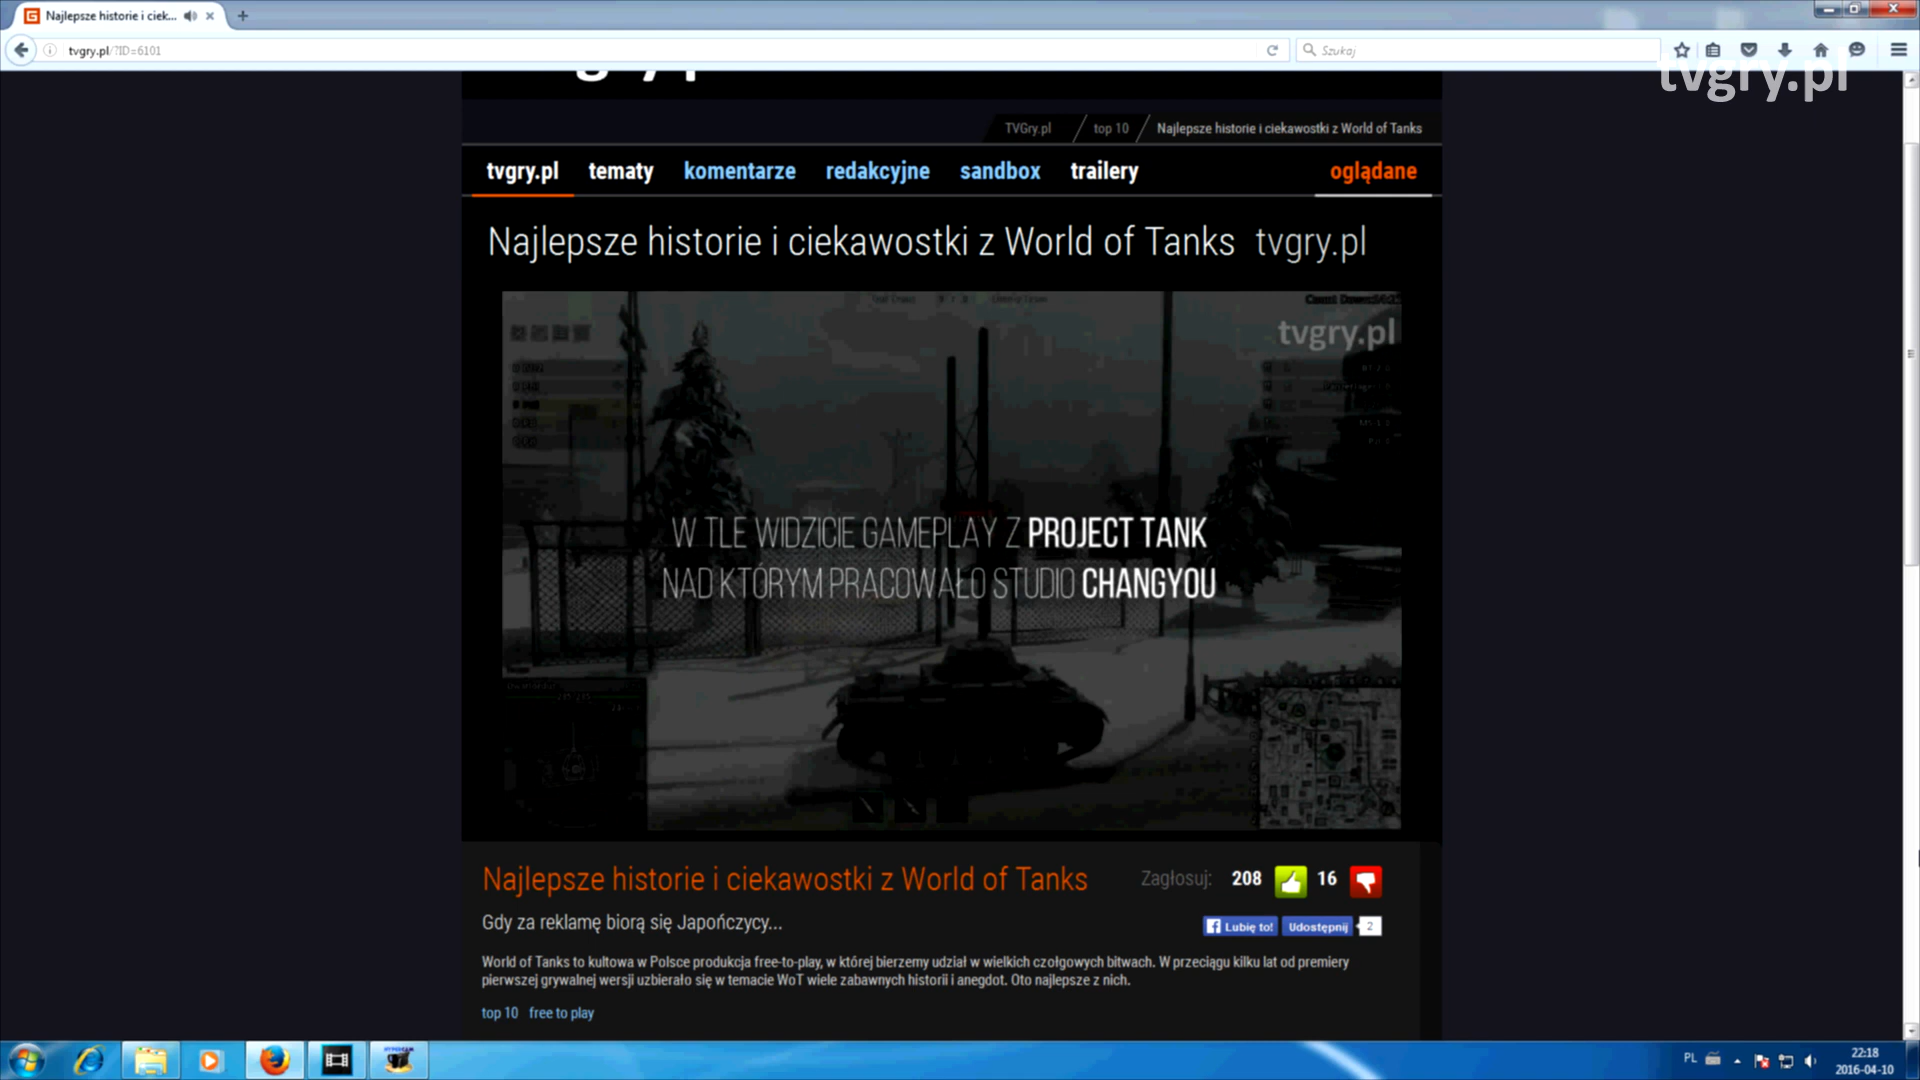 Najlepsze historie i ciek...
tvgry.pl/?ID=6101
Szukaj
tvgry.pl
TVGry.pl
top 10
Najlepsze historie i ciekawostki z World of Tanks
tvgry.pl
tematy
komentarze
redakcyjne
sandbox
trailery
oglądane
Najlepsze historie i ciekawostki z World of Tanks tvgry.pl
tvgry.pl
W TLE WIDZICIE GAMEPLAY Z PROJECT TANK
NAD KTÓRYM PRACOWAŁO STUDIO CHANGYOU
Najlepsze historie i ciekawostki z World of Tanks
Zagłosuj: 208 16
Gdy za reklamę biorą się Japończycy...
Lubię to! Udostępnij 2
World of Tanks to kultowa w Polsce produkcja free-to-play, w której bierzemy udział w wielkich czołgowych bitwach. W przeciągu kilku lat od premiery
pierwszej grywalnej wersji uzbierało się w temacie WoT wiele zabawnych historii i anegdot. Oto najlepsze z nich.
top 10 free to play
PL
22:18
2016-04-10